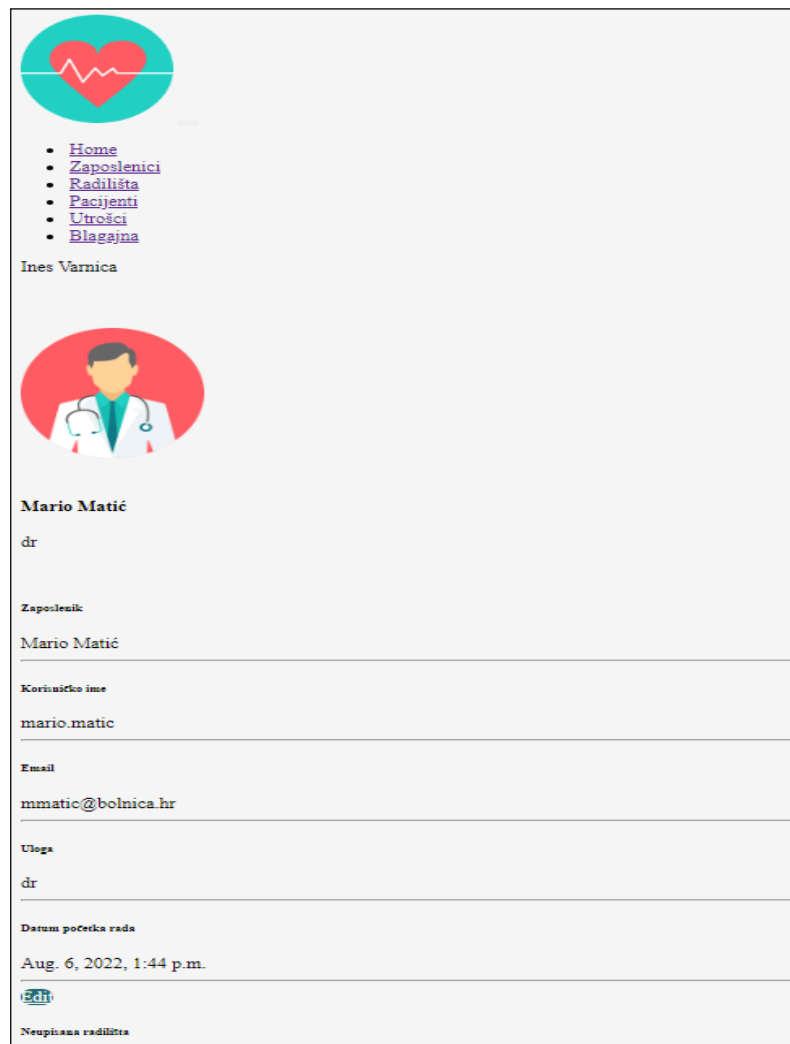 Home
Zaposlenici
Radilišta
Pacijenti
Utrošci
Blagajna
Ines Varnica
Mario Matić
dr
Zaposlenik
Mario Matić
Korisničko ime
mario.matic
Email
mmatic@bolnica.hr
Uloga
dr
Datum početka rada
Aug. 6, 2022, 1:44 p.m.
Edit
Neupisana radilišta